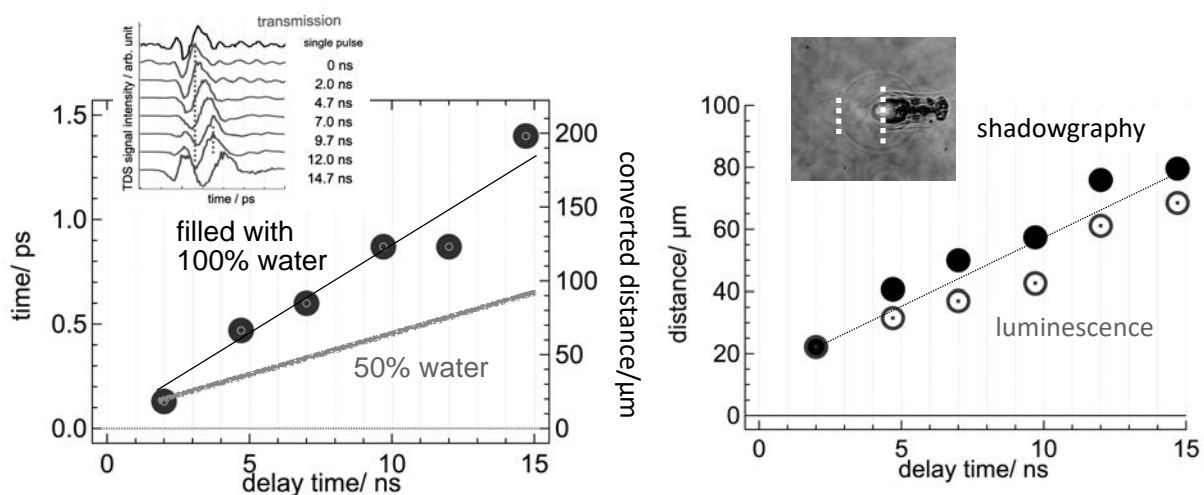 transmission
TDS signal intensity / arb. unit
single pulse
0 ns
2.0 ns
4.7 ns
7.0 ns
9.7 ns
12.0 ns
14.7 ns
time / ps
1.5
1.0
0.5
0.0
time/ ps
filled with
100% water
50% water
200
150
100
50
0
converted distance/μm
0
5
10
15
delay time/ ns
100
80
60
40
20
0
distance/ μm
shadowgraphy
luminescence
0
5
10
15
delay time/ ns